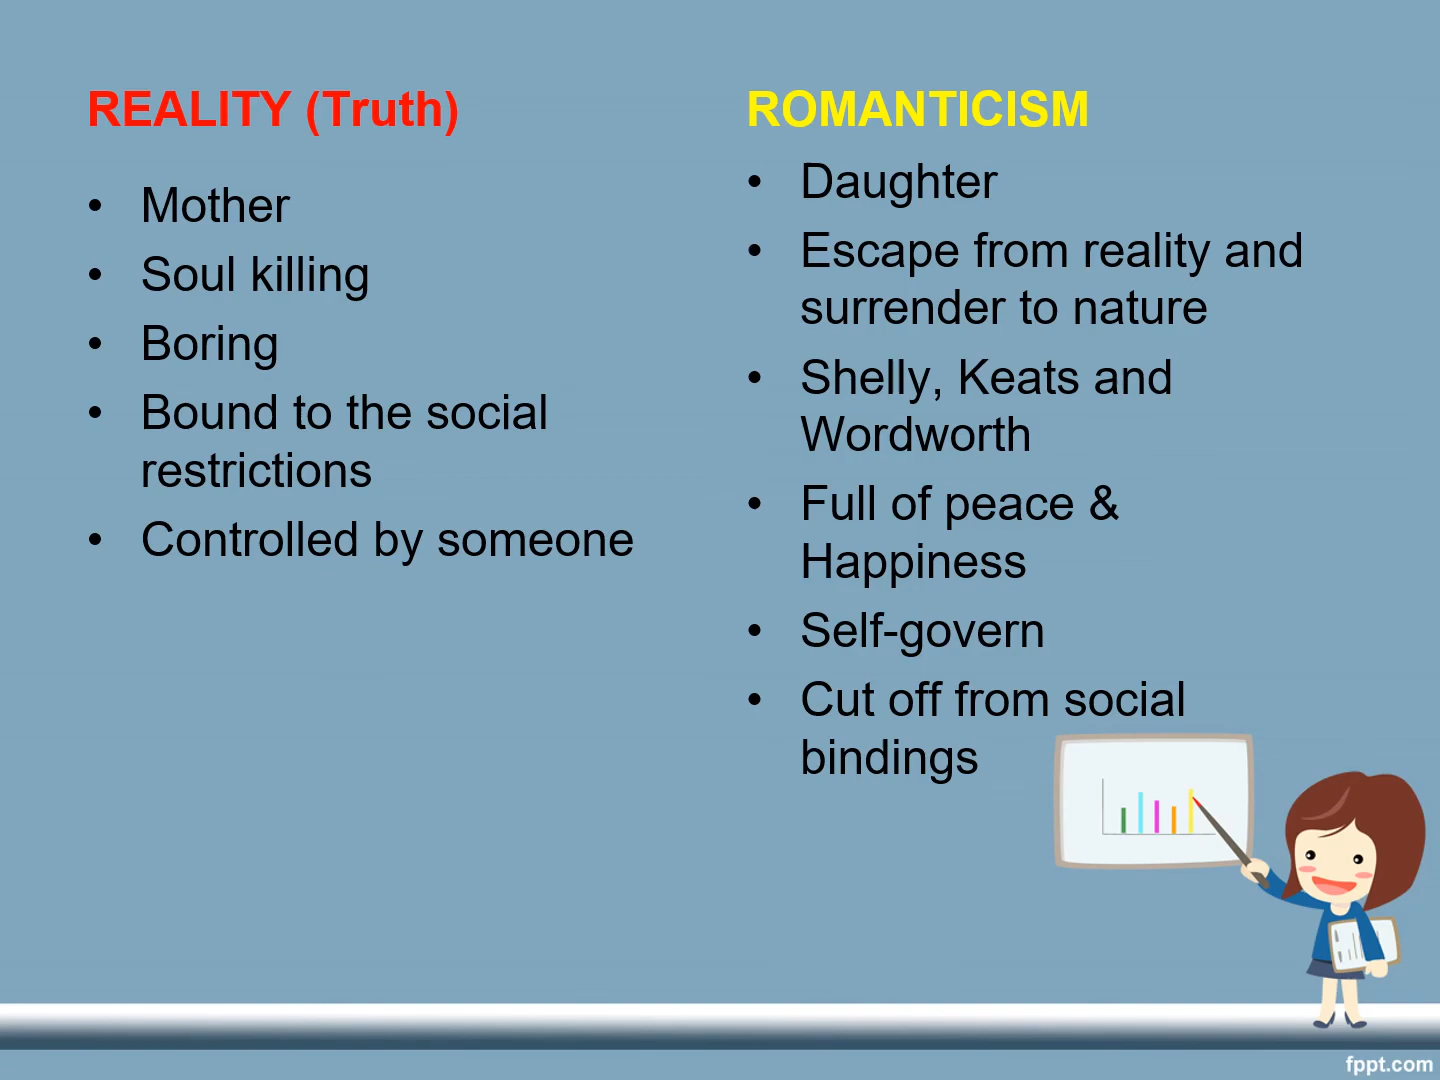 REALITY (Truth)
• Mother
• Soul killing
• Boring
• Bound to the social
restrictions
• Controlled by someone
ROMANTICISM
• Daughter
• Escape from reality and
surrender to nature
• Shelly, Keats and
Wordworth
• Full of peace &
Happiness
• Self-govern
• Cut off from social
bindings
fppt.com